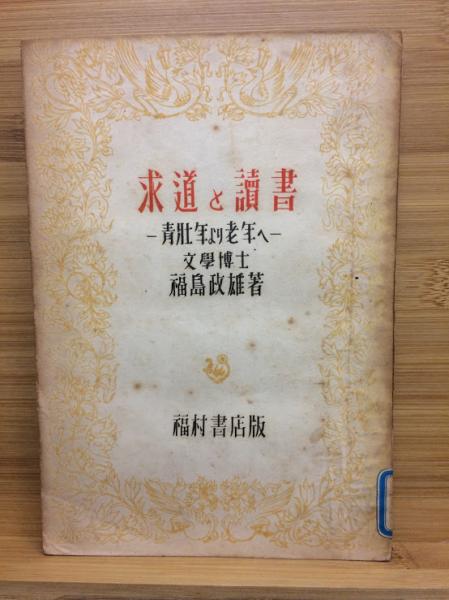 求道と讀書
―青壯年より老年へ―
文學博士
福島政雄著
福村書店版